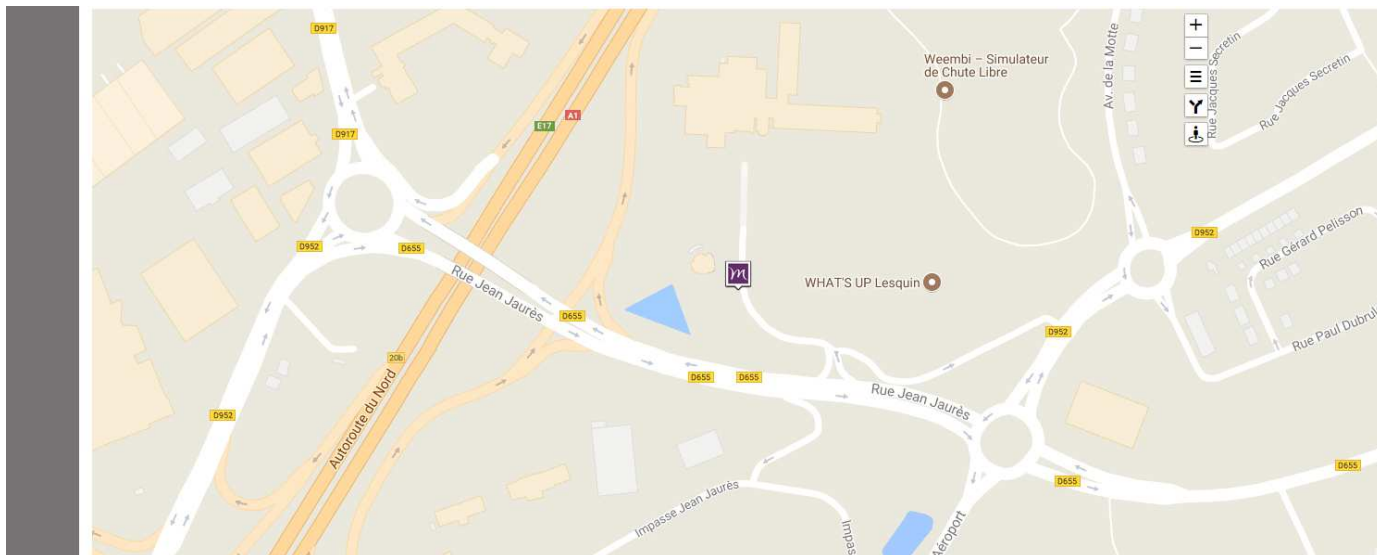 D917
Weembi – Simulateur
de Chute Libre
Av. de la Motte
Rue Jacques Secretin
Rue Jacques Secretin
A1
E17
D917
D952
D655
D952
Rue Gérard Pelisson
Rue Jean Jaurès
m
WHAT'S UP Lesquin
D655
D952
Rue Paul Dubrul
20b
D655
D655
Rue Jean Jaurès
D952
Autoroute du Nord
D655
D655
Impasse Jean Jaurès
Impas
Aéroport